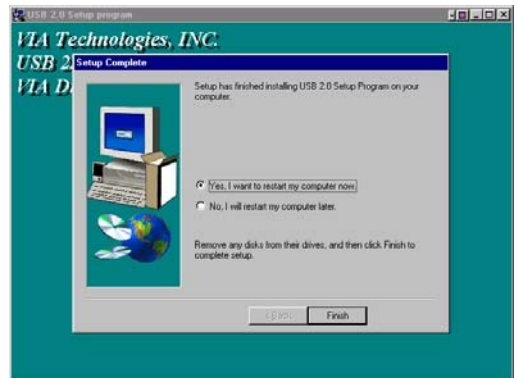 USB 2.0 Setup program
VIA Technologies, INC.
USB 2
VIA D
Setup Complete
Setup has finished installing USB 2.0 Setup Program on your
computer.
Yes, I want to restart my computer now.
No, I will restart my computer later.
Remove any disks from their drives, and then click Finish to
complete setup.
< Back
Finish